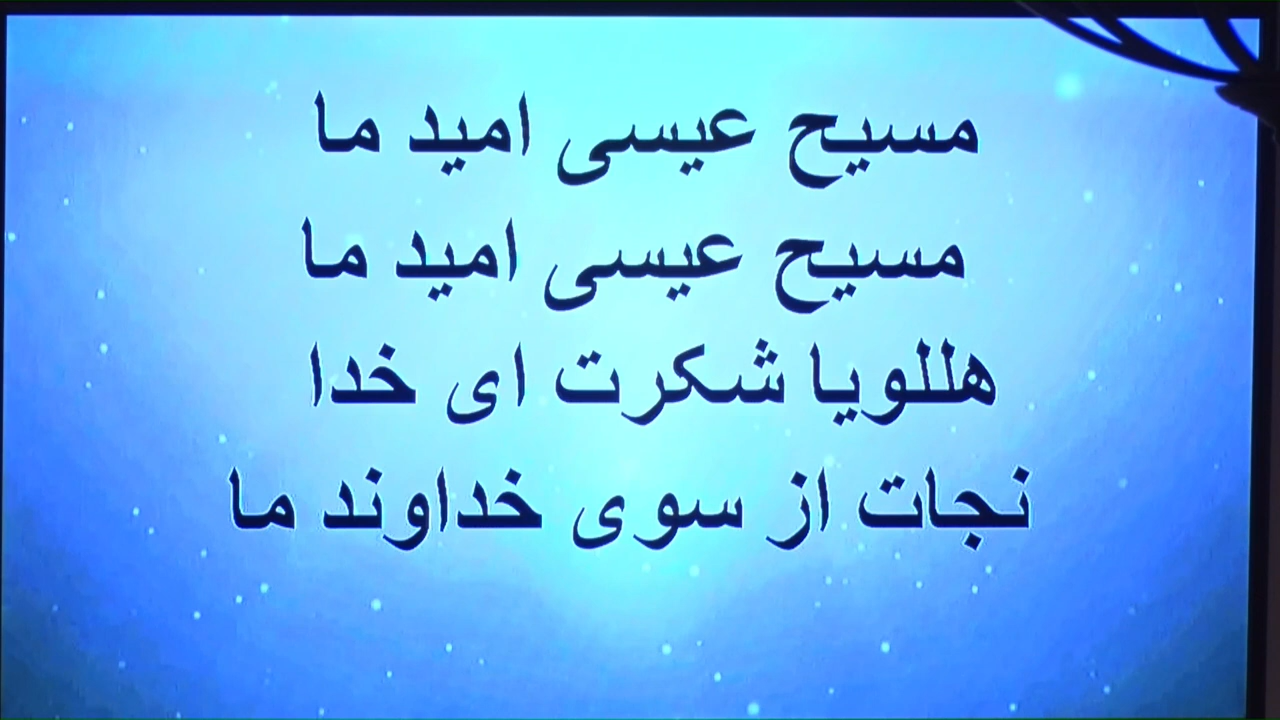 مسیح عیسی امید ما
مسیح عیسی امید ما
هللویا شکرت ای خدا
نجات از سوی خداوند ما